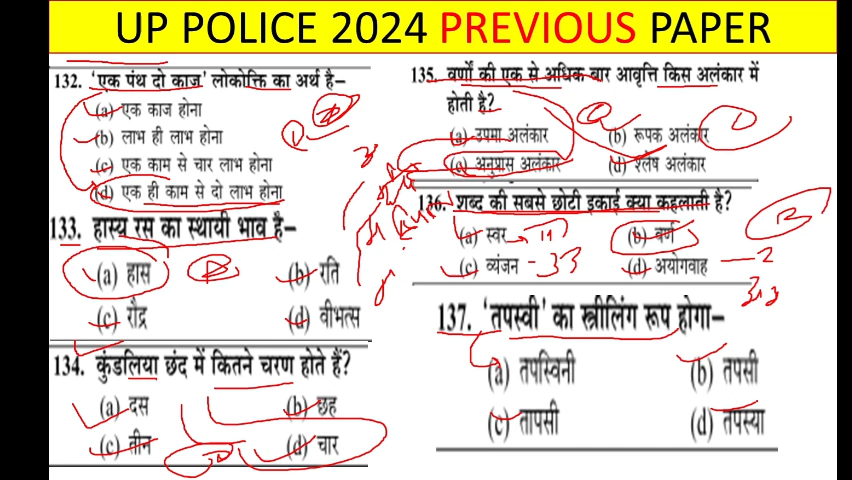 UP POLICE 2024 PREVIOUS PAPER
132. 'एक पंथ दो काज' लोकोक्ति का अर्थ है–
(a) एक काज होना
(b) लाभ ही लाभ होना
(c) एक काम से चार लाभ होना
(d) एक ही काम से दो लाभ होना
133. हास्य रस का स्थायी भाव है–
(a) हास (b) रति
(c) रौद्र (d) वीभत्स
134. कुंडलिया छंद में कितने चरण होते हैं?
(a) दस (b) छह
(c) तीन (d) चार
135. वर्णों की एक से अधिक बार आवृत्ति किस अलंकार में
होती है?
(a) उपमा अलंकार (b) रूपक अलंकार
(c) अनुप्रास अलंकार (d) श्लेष अलंकार
136. शब्द की सबसे छोटी इकाई क्या कहलाती है?
(a) स्वर (b) वर्ण
(c) व्यंजन - 33 (d) अयोगवाह — 2
137. 'तपस्वी' का स्त्रीलिंग रूप होगा–
(a) तपस्विनी (b) तपसी
(c) तापसी (d) तपस्या